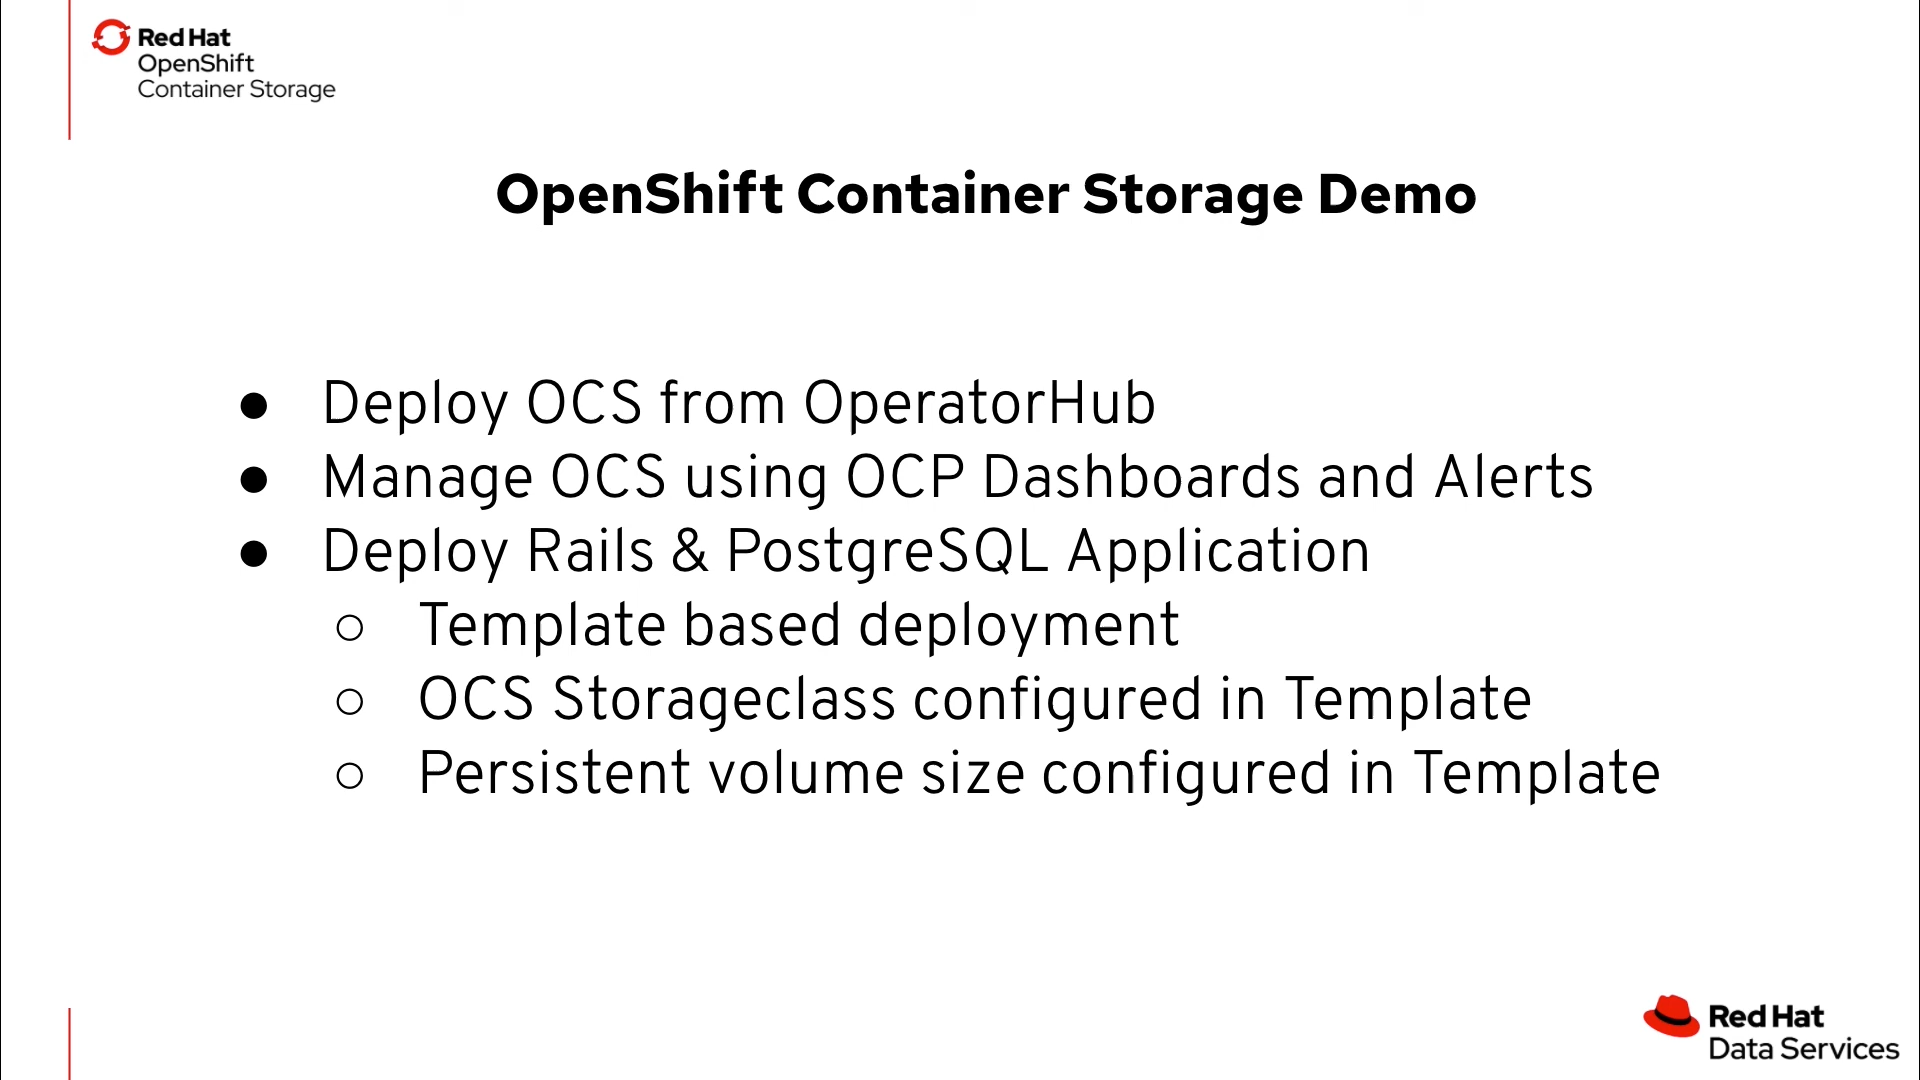 Red Hat
OpenShift
Container Storage
OpenShift Container Storage Demo
● Deploy OCS from OperatorHub
● Manage OCS using OCP Dashboards and Alerts
● Deploy Rails & PostgreSQL Application
○ Template based deployment
○ OCS Storageclass configured in Template
○ Persistent volume size configured in Template
Red Hat
Data Services